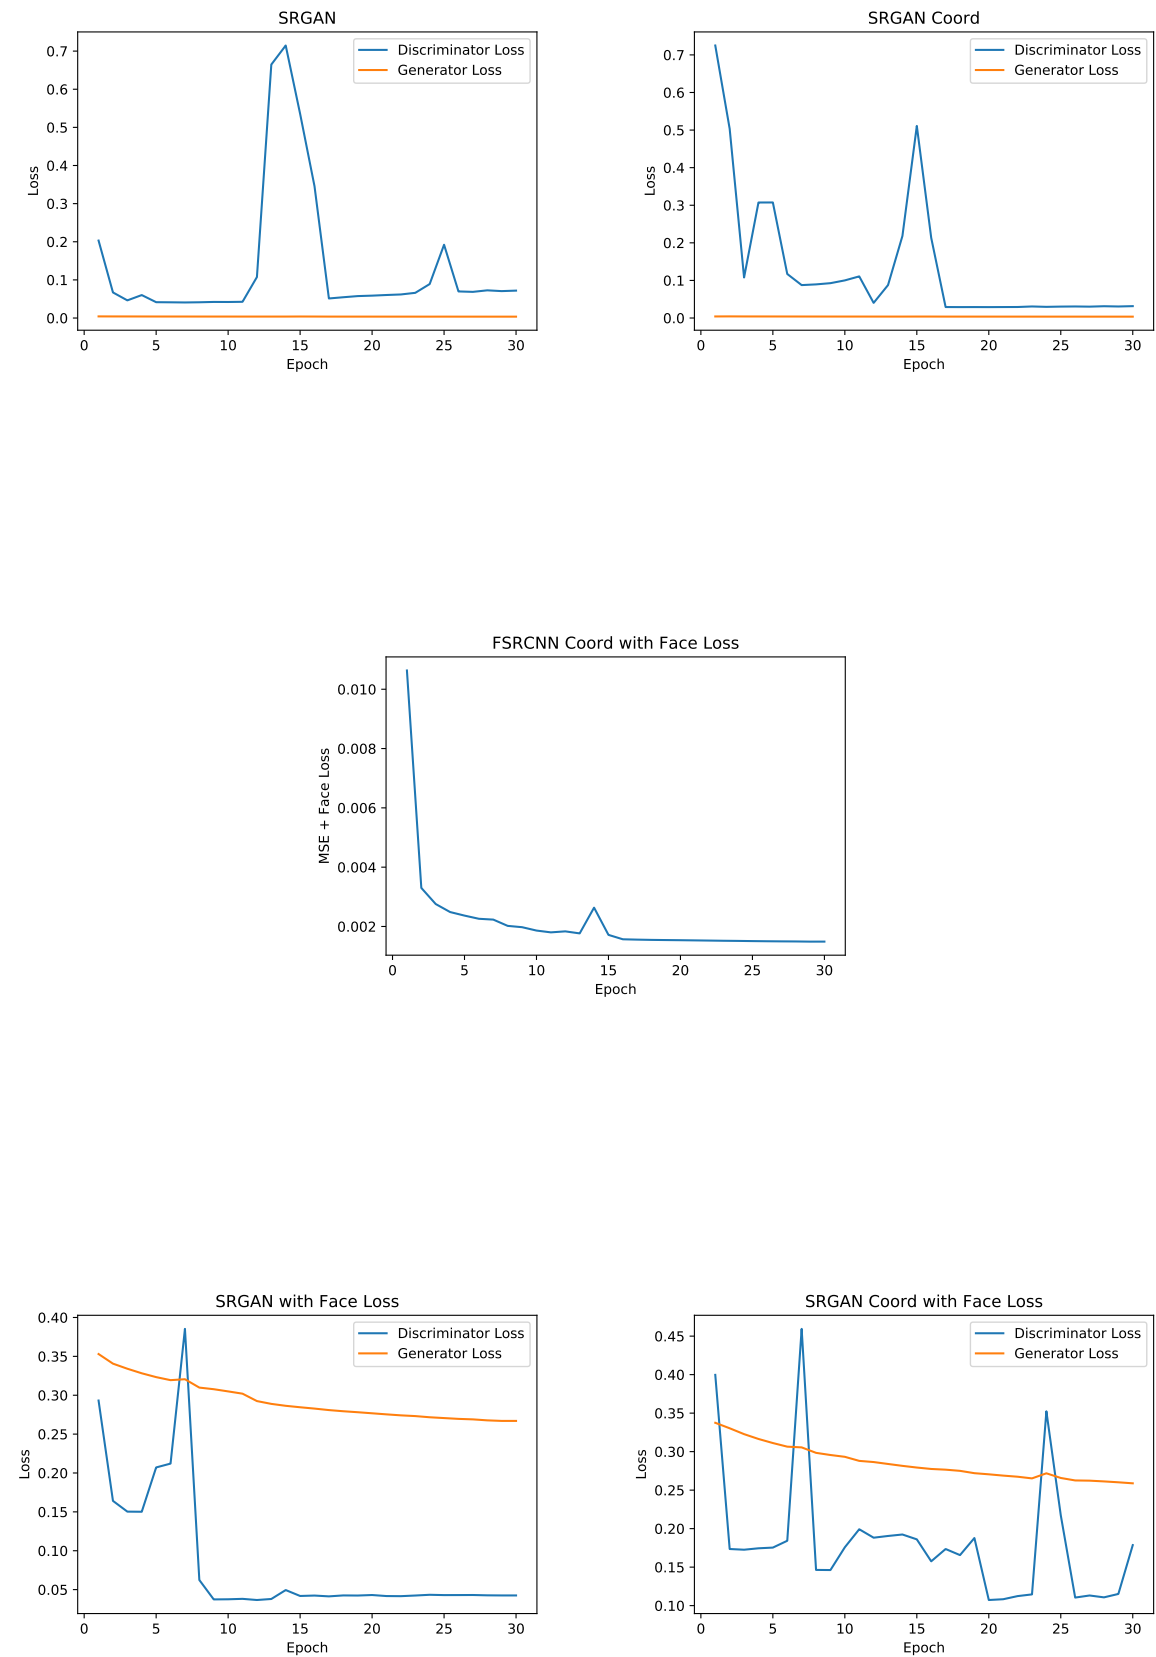 SRGAN
0.7
0.6
0.5
0.4
0.3
0.2
0.1
0.0
Loss
0 5 10 15 20 25 30
Epoch
Discriminator Loss
Generator Loss
SRGAN Coord
0.7
0.6
0.5
0.4
0.3
0.2
0.1
0.0
Loss
0 5 10 15 20 25 30
Epoch
Discriminator Loss
Generator Loss
FSRCNN Coord with Face Loss
0.010
0.008
0.006
0.004
0.002
MSE + Face Loss
0 5 10 15 20 25 30
Epoch
SRGAN with Face Loss
0.40
0.35
0.30
0.25
0.20
0.15
0.10
0.05
Loss
0 5 10 15 20 25 30
Epoch
Discriminator Loss
Generator Loss
SRGAN Coord with Face Loss
0.45
0.40
0.35
0.30
0.25
0.20
0.15
0.10
Loss
0 5 10 15 20 25 30
Epoch
Discriminator Loss
Generator Loss